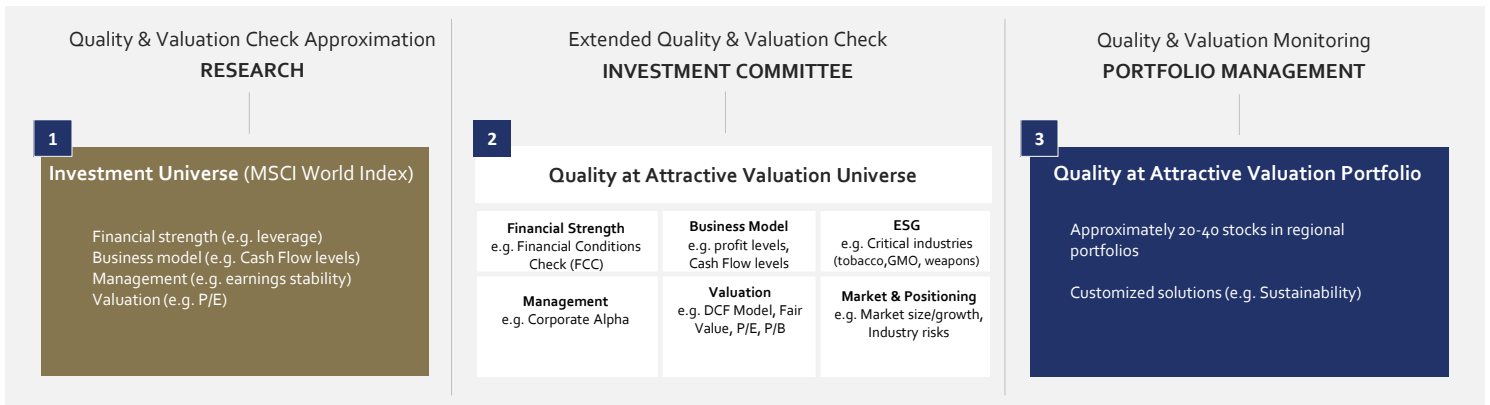 Quality & Valuation Check Approximation
RESEARCH
1
Investment Universe (MSCI World Index)
Financial strength (e.g. leverage)
Business model (e.g. Cash Flow levels)
Management (e.g. earnings stability)
Valuation (e.g. P/E)
Extended Quality & Valuation Check
INVESTMENT COMMITTEE
2
Quality at Attractive Valuation Universe
Financial Strength
e.g. Financial Conditions
Check (FCC)
Business Model
e.g. profit levels,
Cash Flow levels
ESG
e.g. Critical industries
(tobacco,GMO, weapons)
Management
e.g. Corporate Alpha
Valuation
e.g. DCF Model, Fair
Value, P/E, P/B
Market & Positioning
e.g. Market size/growth,
Industry risks
Quality & Valuation Monitoring
PORTFOLIO MANAGEMENT
3
Quality at Attractive Valuation Portfolio
Approximately 20-40 stocks in regional
portfolios
Customized solutions (e.g. Sustainability)